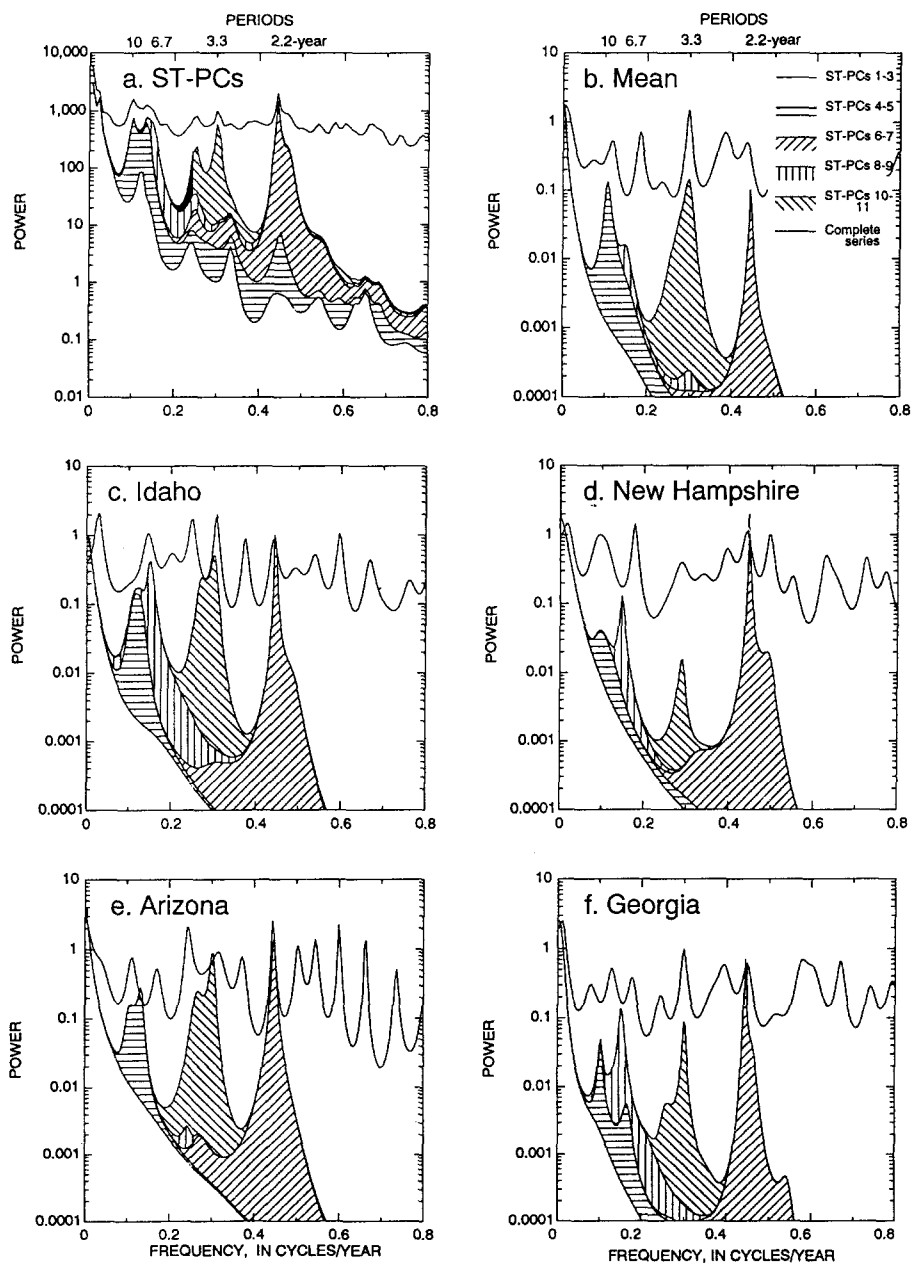 PERIODS
10 6.7 3.3 2.2-year
10,000
1,000
100
10
1
0.1
0.01
POWER
a. ST-PCs
0 0.2 0.4 0.6 0.8
PERIODS
10 6.7 3.3 2.2-year
10
1
0.1
0.01
0.001
0.0001
POWER
b. Mean
ST-PCs 1-3
ST-PCs 4-5
ST-PCs 6-7
ST-PCs 8-9
ST-PCs 10-
11
Complete
series
0 0.2 0.4 0.6 0.8
10
1
0.1
0.01
0.001
0.0001
POWER
c. Idaho
0 0.2 0.4 0.6 0.8
10
1
0.1
0.01
0.001
0.0001
POWER
d. New Hampshire
0 0.2 0.4 0.6 0.8
10
1
0.1
0.01
0.001
0.0001
POWER
e. Arizona
0 0.2 0.4 0.6 0.8
FREQUENCY, IN CYCLES/YEAR
10
1
0.1
0.01
0.001
0.0001
POWER
f. Georgia
0 0.2 0.4 0.6 0.8
FREQUENCY, IN CYCLES/YEAR